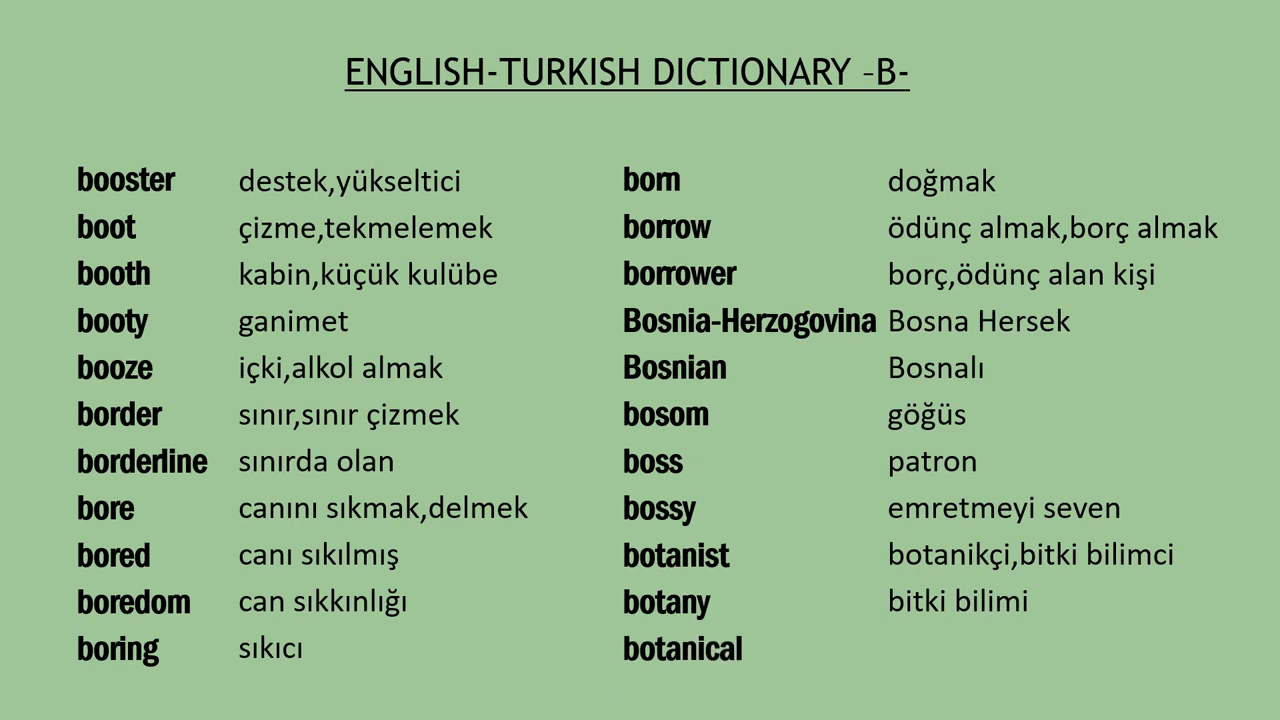 ENGLISH-TURKISH DICTIONARY –B-
booster destek,yükseltici
boot çizme,tekmelemek
booth kabin,küçük kulübe
booty ganimet
booze içki,alkol almak
border sınır,sınır çizmek
borderline sınırda olan
bore canını sıkmak,delmek
bored canı sıkılmış
boredom can sıkkınlığı
boring sıkıcı
born doğmak
borrow ödünç almak,borç almak
borrower borç,ödünç alan kişi
Bosnia-Herzogovina Bosna Hersek
Bosnian Bosnalı
bosom göğüs
boss patron
bossy emretmeyi seven
botanist botanikçi,bitki bilimci
botany bitki bilimi
botanical